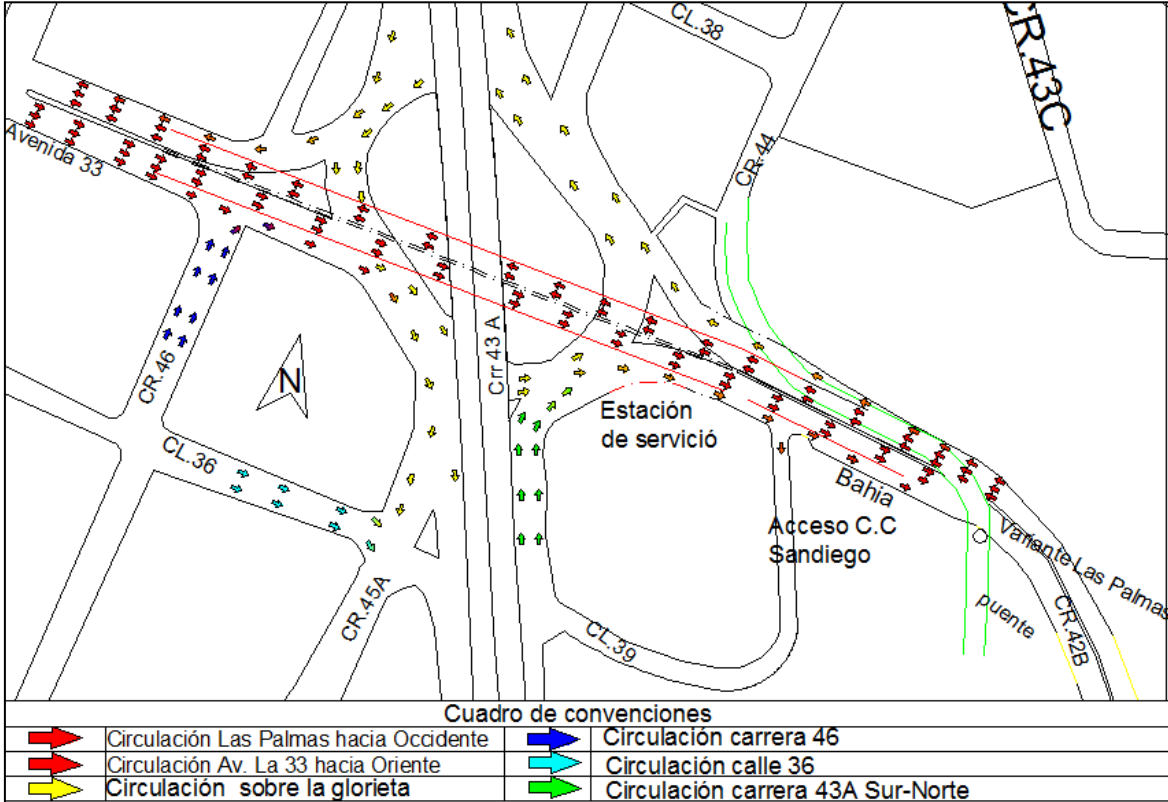 CL.38
CR.43C
Avenida 33
CR.44
Crr 43 A
CR.46
N
Estación
de servició
CL.36
Bahia
Acceso C.C
Sandiego
Variante Las Palmas
puente
CR.42B
CR.45A
CL.39
Cuadro de convenciones
Circulación Las Palmas hacia Occidente
Circulación carrera 46
Circulación Av. La 33 hacia Oriente
Circulación calle 36
Circulación sobre la glorieta
Circulación carrera 43A Sur-Norte